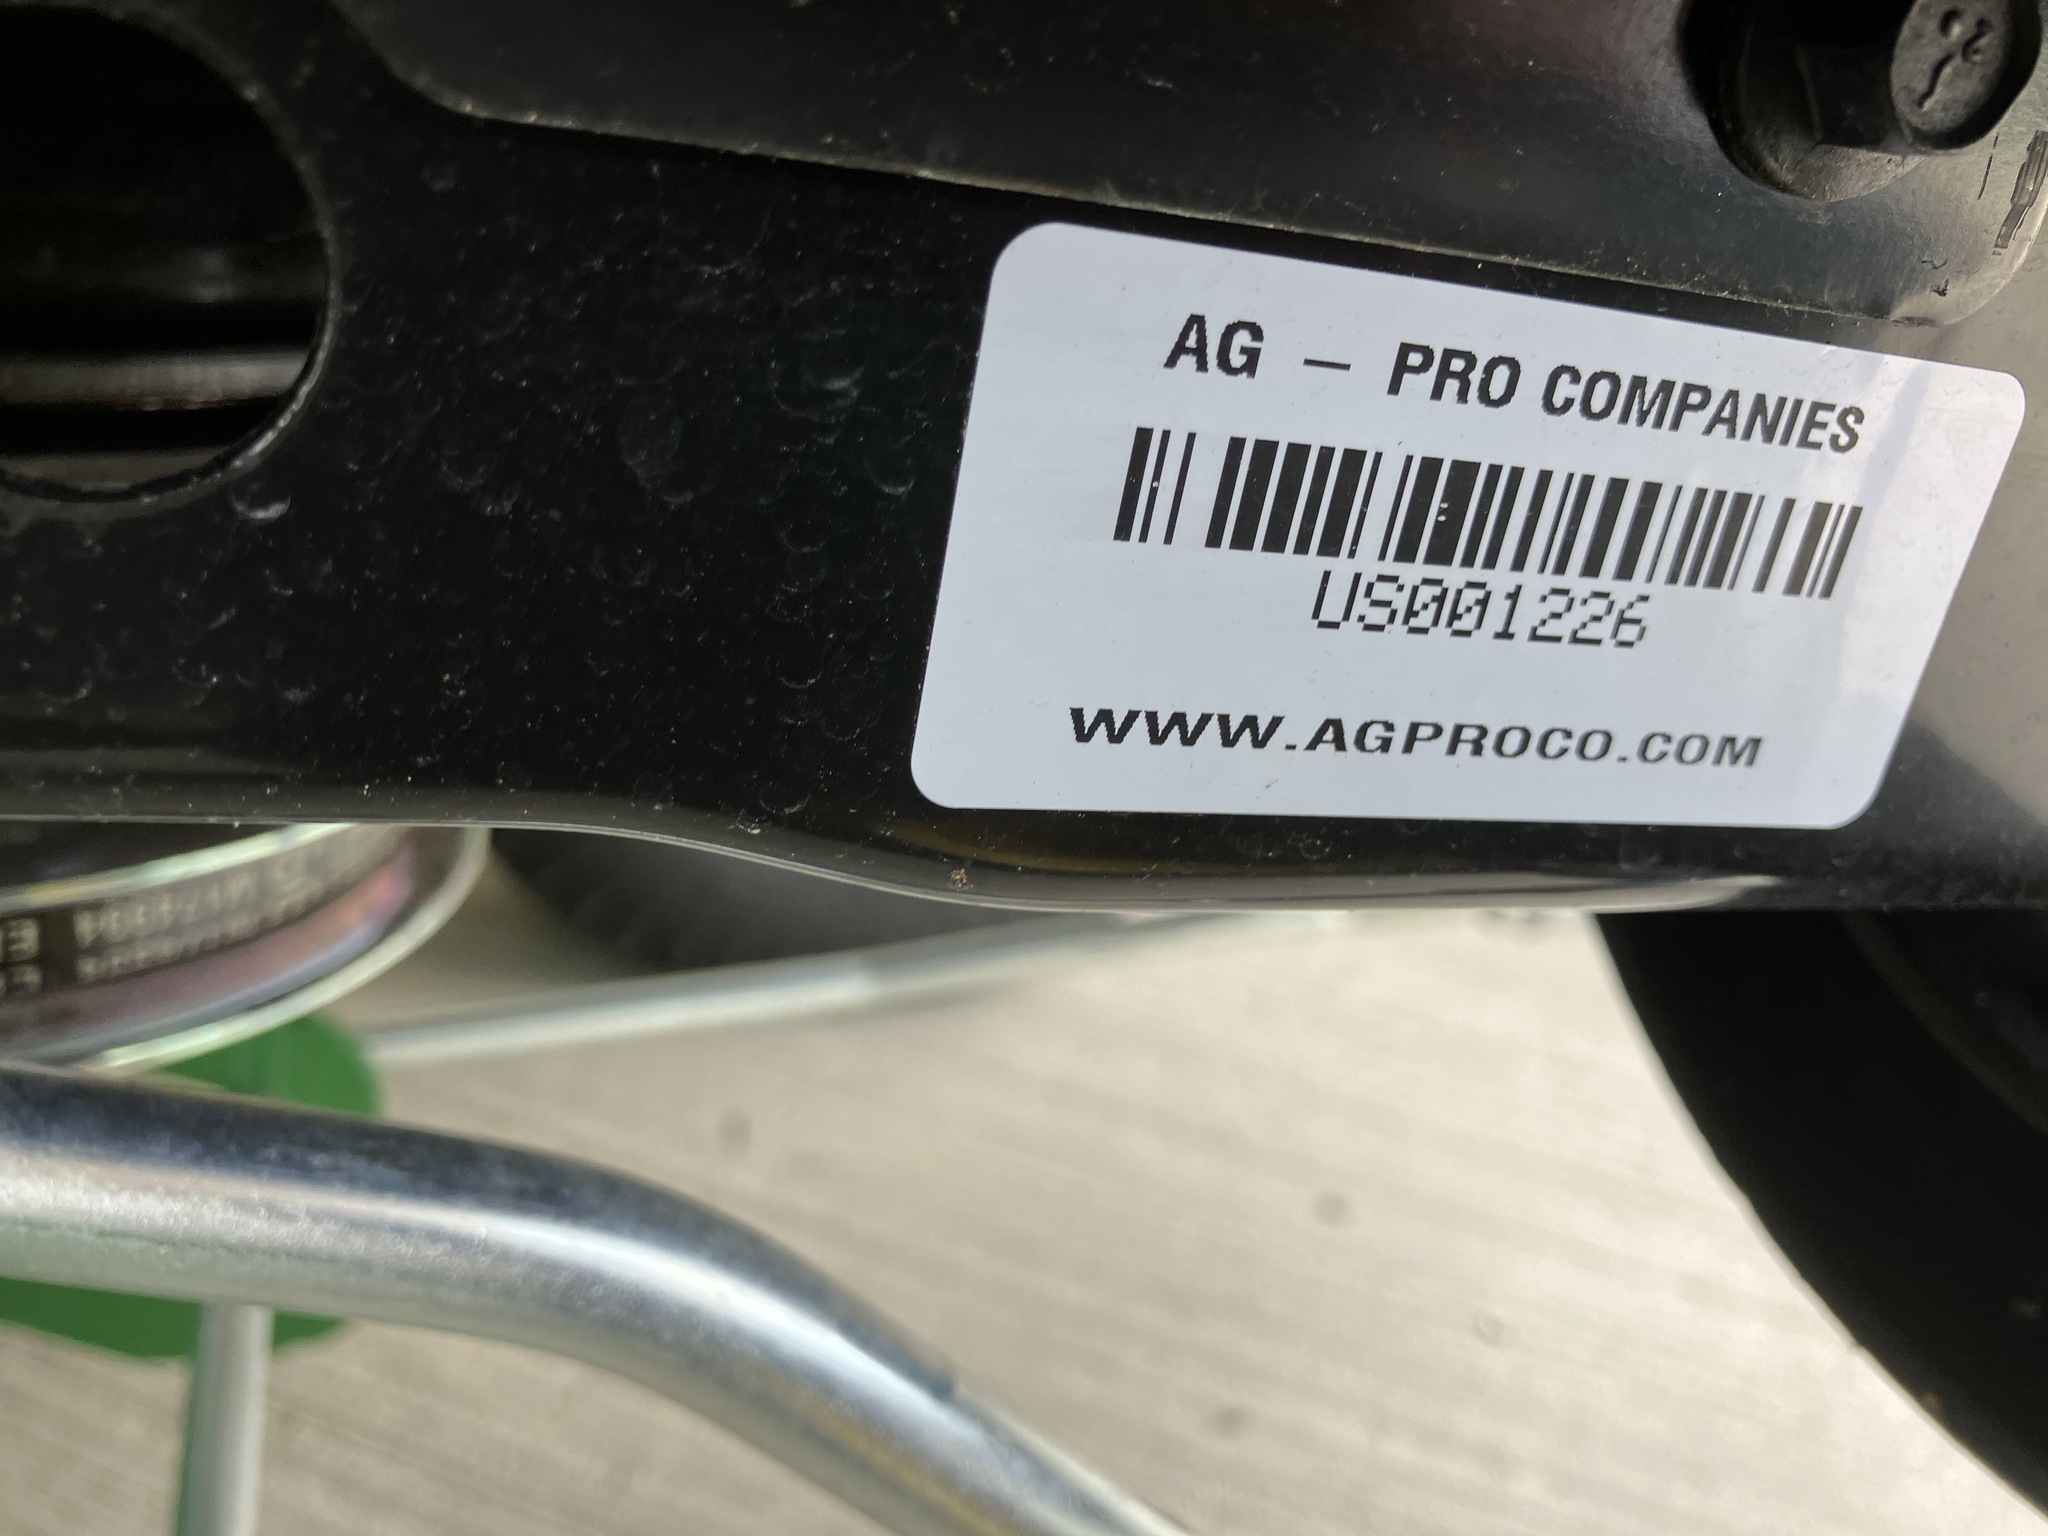 AG – PRO COMPANIES
US001226
WWW.AGPROCO.COM